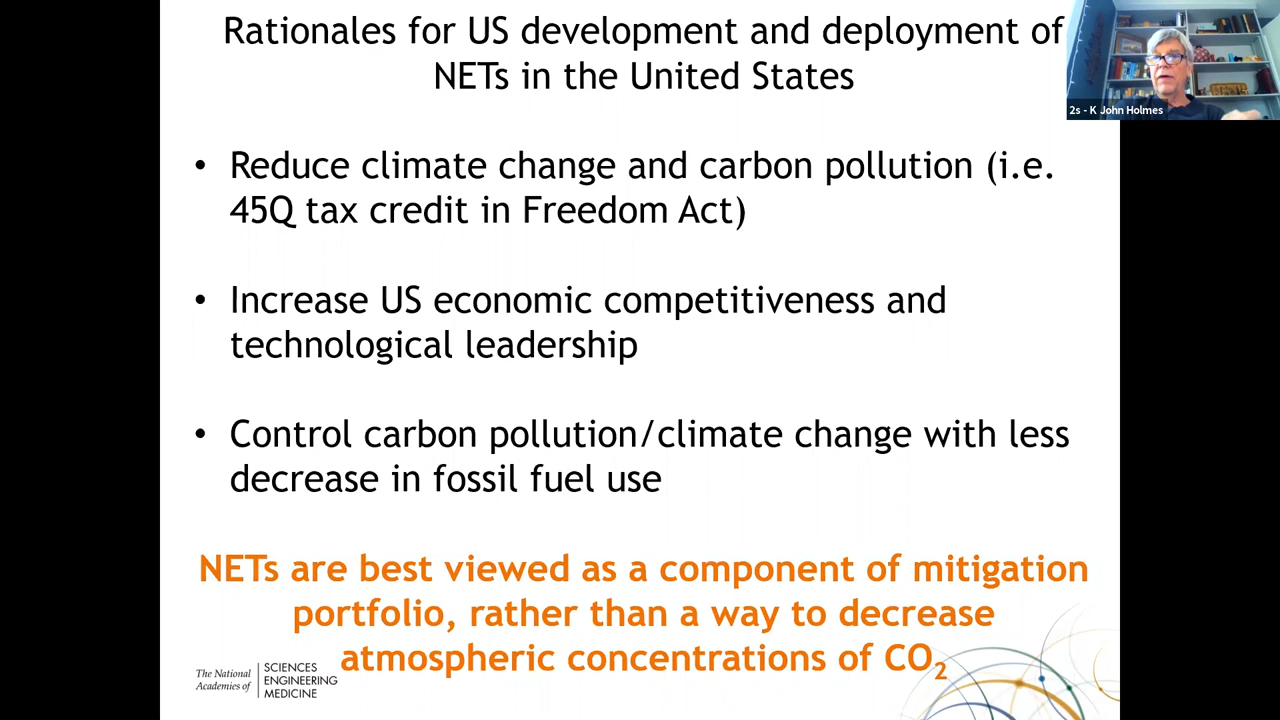 Rationales for US development and deployment of
NETs in the United States
2s - K John Holmes
• Reduce climate change and carbon pollution (i.e.
45Q tax credit in Freedom Act)
• Increase US economic competitiveness and
technological leadership
• Control carbon pollution/climate change with less
decrease in fossil fuel use
NETs are best viewed as a component of mitigation
portfolio, rather than a way to decrease
atmospheric concentrations of CO₂
The National
Academies of
SCIENCES
ENGINEERING
MEDICINE